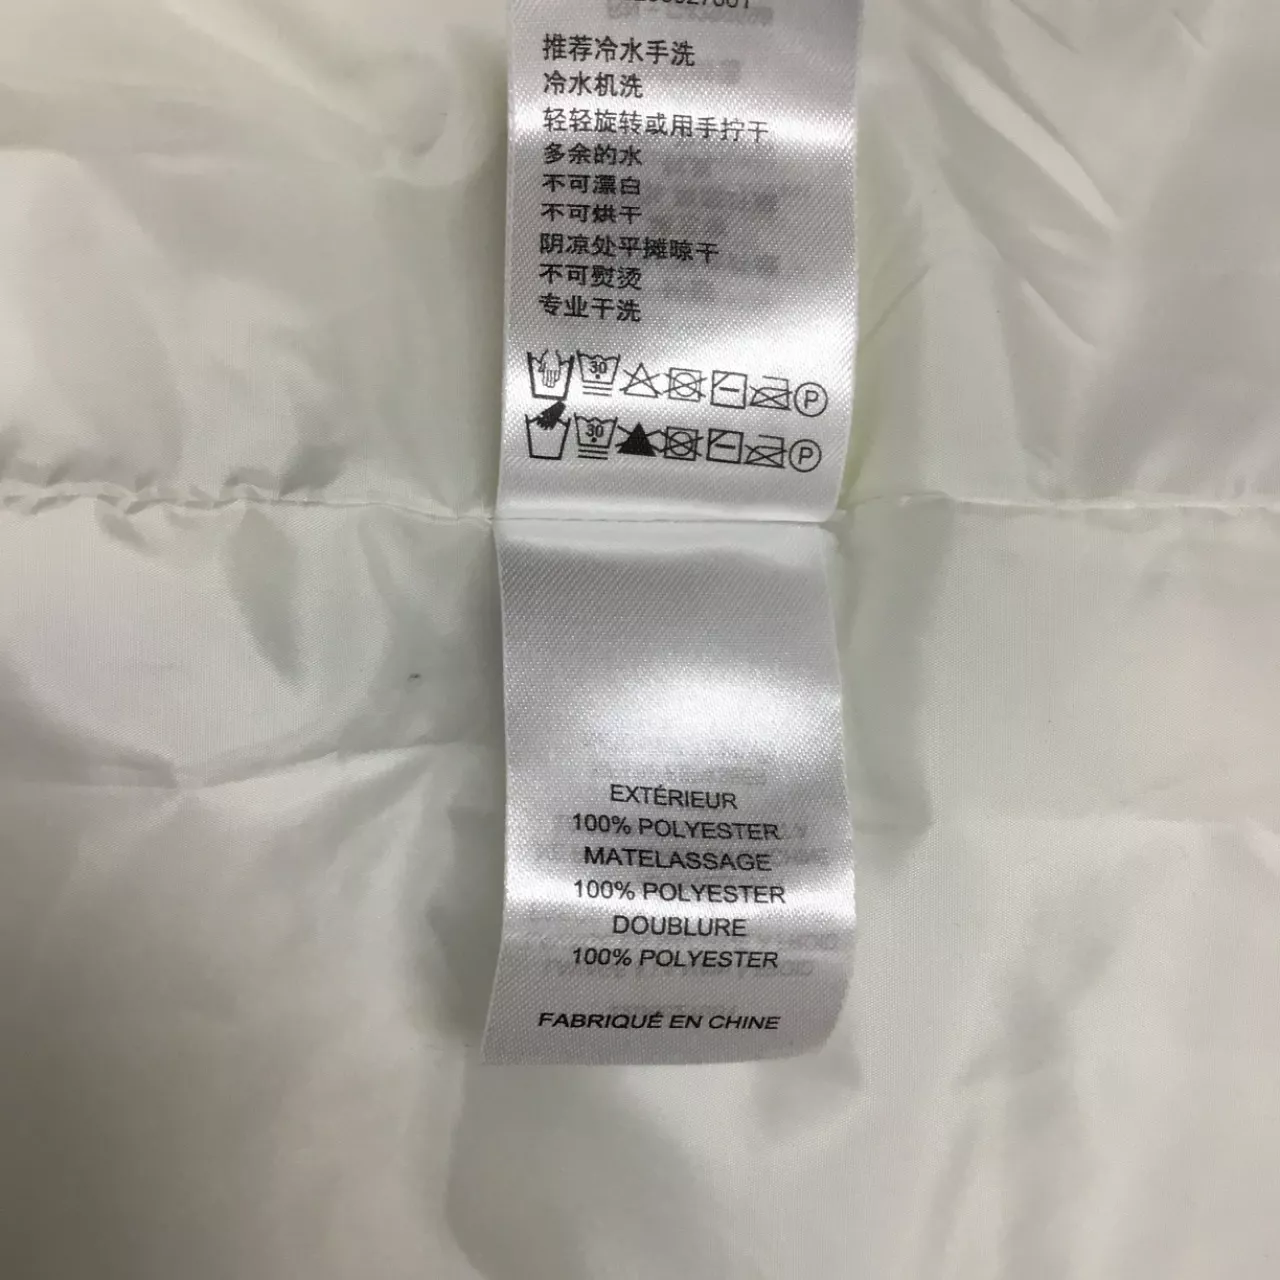 推荐冷水手洗
冷水机洗
轻轻旋转或用手拧干
多余的水
不可漂白
不可烘干
阴凉处平摊晾干
不可熨烫
专业干洗
30 P
30 P
EXTÉRIEUR
100% POLYESTER
MATELASSAGE
100% POLYESTER
DOUBLURE
100% POLYESTER
FABRIQUÉ EN CHINE